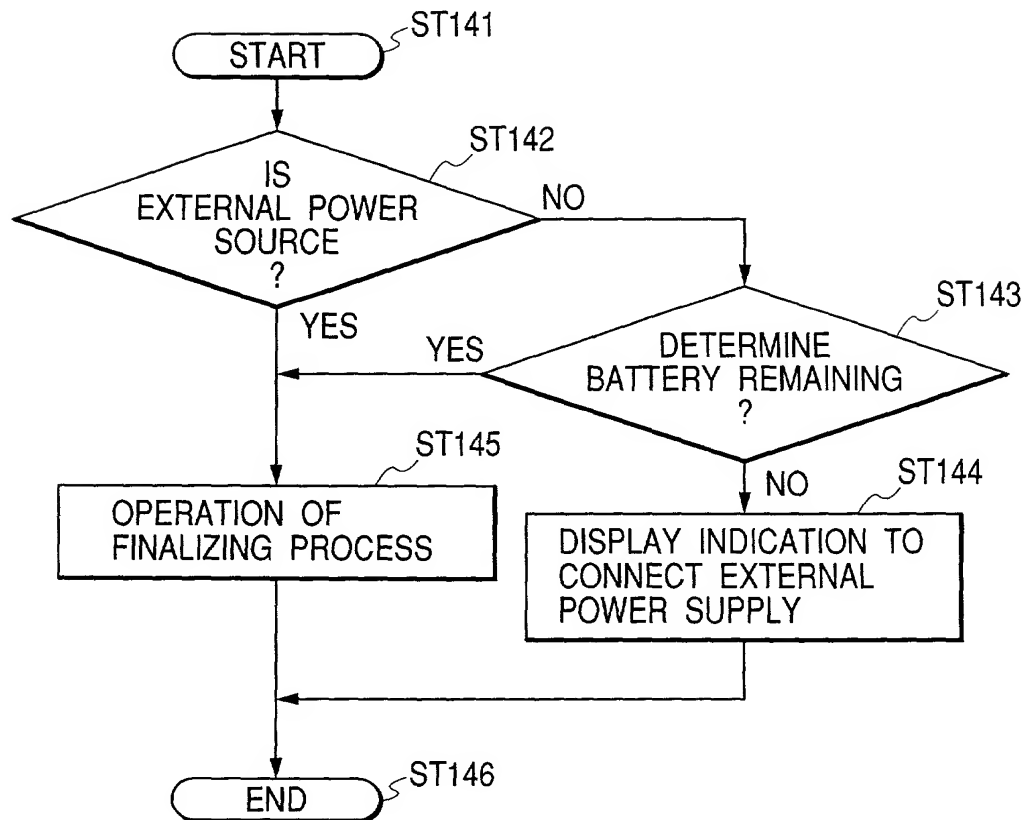 START
ST141
IS
EXTERNAL POWER
SOURCE
?
ST142
NO
YES
DETERMINE
BATTERY REMAINING
?
ST143
YES
NO
OPERATION OF
FINALIZING PROCESS
ST145
DISPLAY INDICATION TO
CONNECT EXTERNAL
POWER SUPPLY
ST144
END
ST146